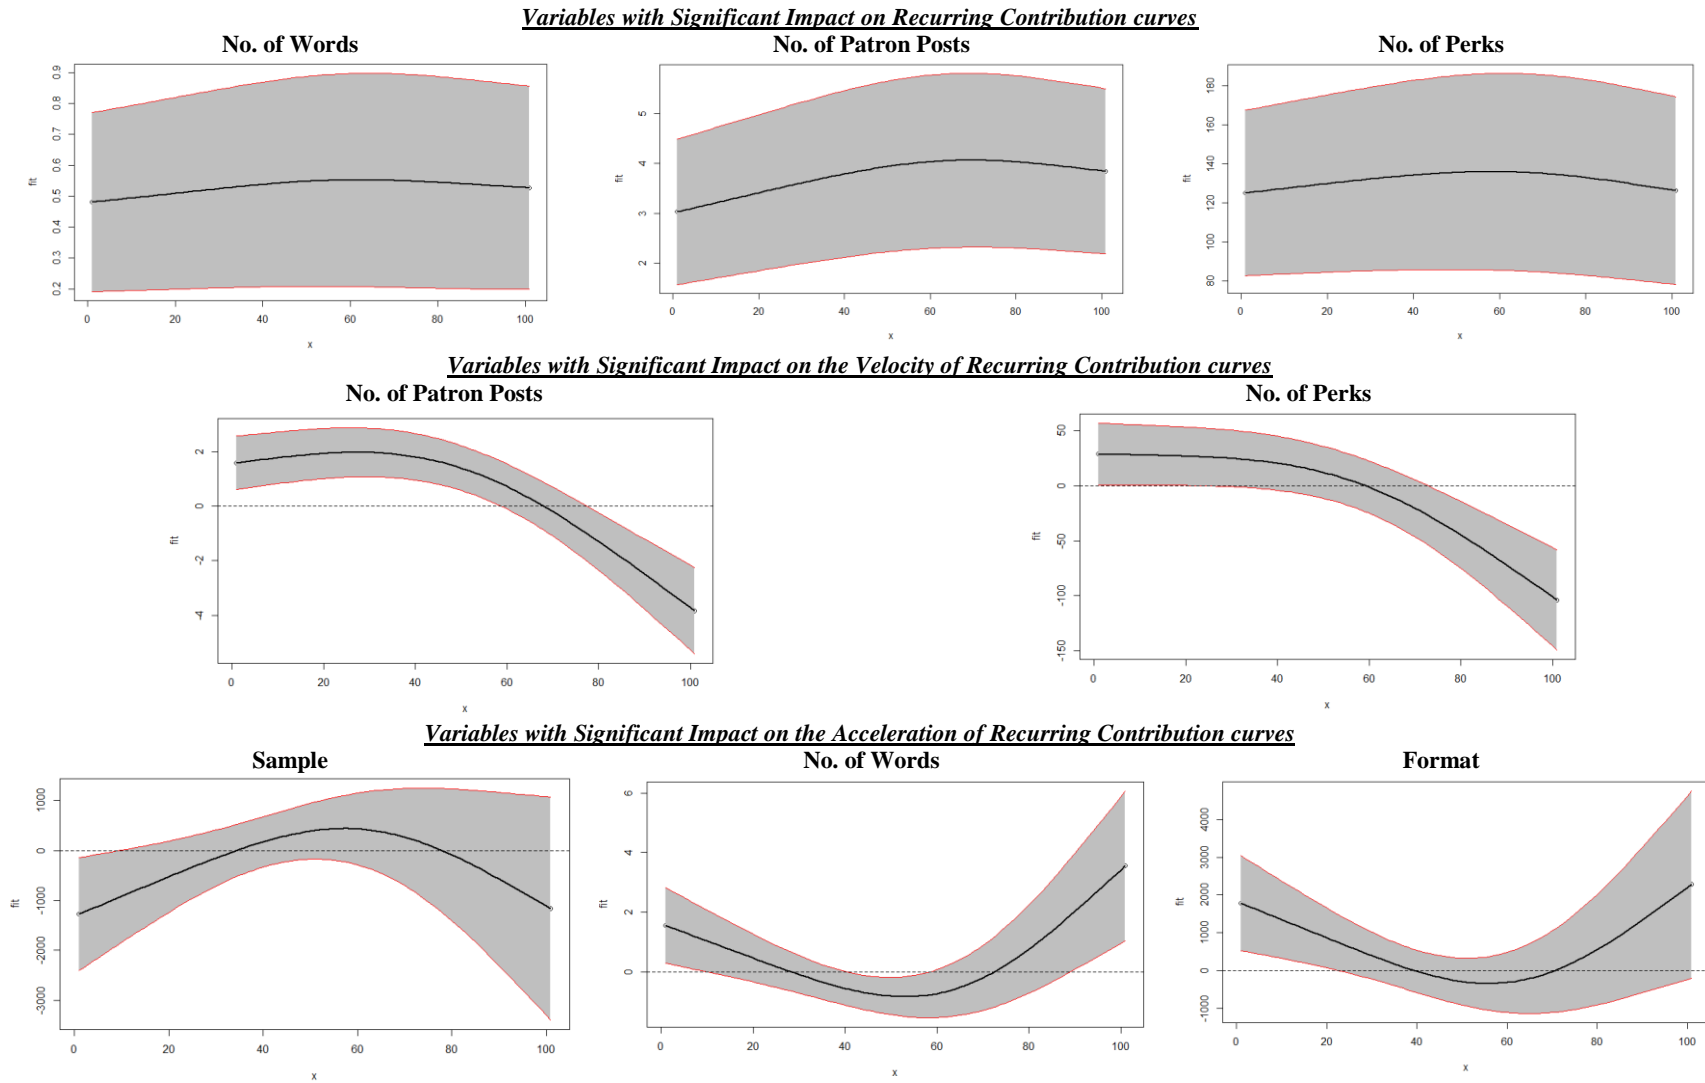 Variables with Significant Impact on Recurring Contribution curves
No. of Words
No. of Patron Posts
No. of Perks
fit
0.2 0.3 0.4 0.5 0.6 0.7 0.8 0.9
0 20 40 60 80 100
x
fit
2 3 4 5
0 20 40 60 80 100
x
fit
80 100 120 140 160 180
0 20 40 60 80 100
x
Variables with Significant Impact on the Velocity of Recurring Contribution curves
No. of Patron Posts
No. of Perks
fit
-4 -2 0 2
0 20 40 60 80 100
x
fit
-150 -100 -50 0 50
0 20 40 60 80 100
x
Variables with Significant Impact on the Acceleration of Recurring Contribution curves
Sample
No. of Words
Format
fit
-3000 -2000 -1000 0 1000
0 20 40 60 80 100
x
fit
0 2 4 6
0 20 40 60 80 100
x
fit
-1000 0 1000 2000 3000 4000
0 20 40 60 80 100
x